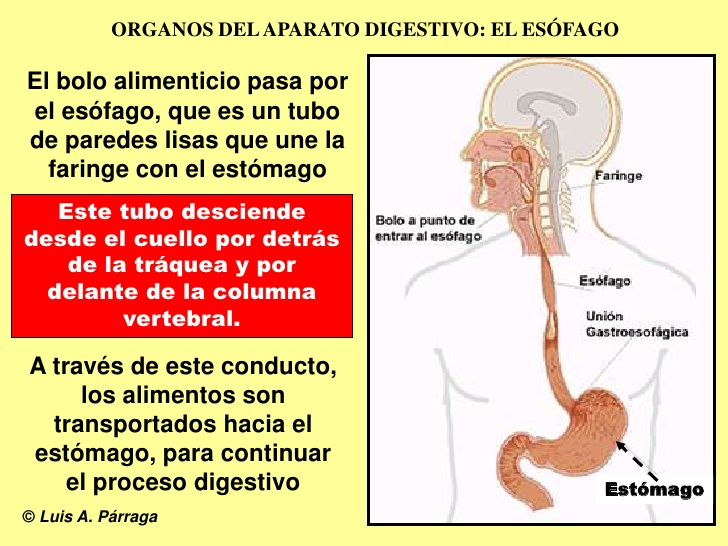 ORGANOS DEL APARATO DIGESTIVO: EL ESÓFAGO
El bolo alimenticio pasa por
el esófago, que es un tubo
de paredes lisas que une la
faringe con el estómago
Este tubo desciende
desde el cuello por detrás
de la tráquea y por
delante de la columna
vertebral.
A través de este conducto,
los alimentos son
transportados hacia el
estómago, para continuar
el proceso digestivo
© Luis A. Párraga
Faringe
Bolo a punto de
entrar al esófago
Esófago
Unión
Gastroesofágica
Estómago